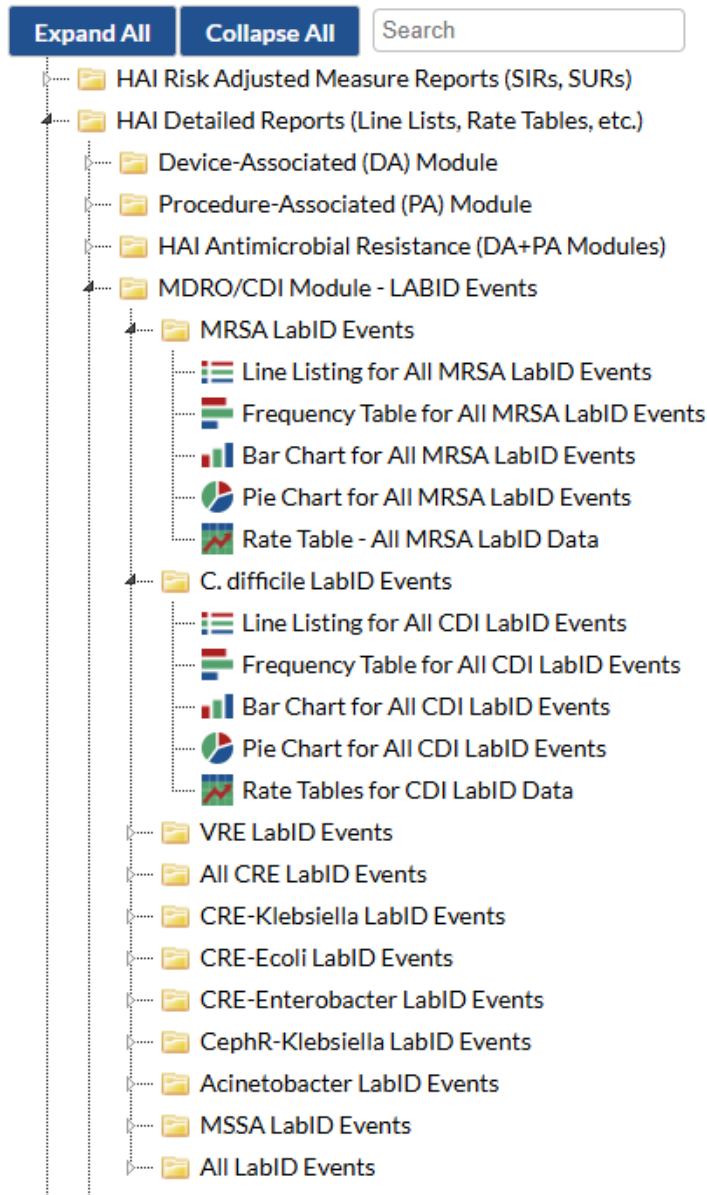 Expand All Collapse All Search
HAI Risk Adjusted Measure Reports (SIRs, SURs)
HAI Detailed Reports (Line Lists, Rate Tables, etc.)
Device-Associated (DA) Module
Procedure-Associated (PA) Module
HAI Antimicrobial Resistance (DA+PA Modules)
MDRO/CDI Module - LABID Events
MRSA LabID Events
Line Listing for All MRSA LabID Events
Frequency Table for All MRSA LabID Events
Bar Chart for All MRSA LabID Events
Pie Chart for All MRSA LabID Events
Rate Table - All MRSA LabID Data
C. difficile LabID Events
Line Listing for All CDI LabID Events
Frequency Table for All CDI LabID Events
Bar Chart for All CDI LabID Events
Pie Chart for All CDI LabID Events
Rate Tables for CDI LabID Data
VRE LabID Events
All CRE LabID Events
CRE-Klebsiella LabID Events
CRE-Ecoli LabID Events
CRE-Enterobacter LabID Events
CephR-Klebsiella LabID Events
Acinetobacter LabID Events
MSSA LabID Events
All LabID Events